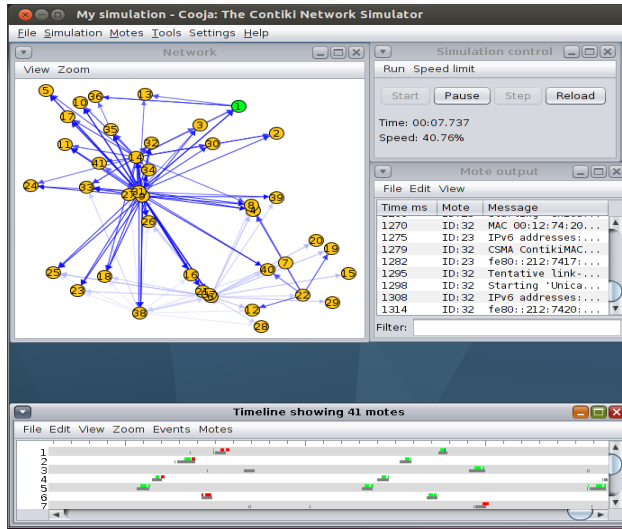 My simulation - Cooja: The Contiki Network Simulator
File Simulation Motes Tools Settings Help
Network
View Zoom
5
36
13
1
10
17
3
35
2
11
32
30
14
41
34
24
33
31
39
8
4
26
20
19
7
25
18
16
40
15
23
22
38
12
29
28
Simulation control
Run Speed limit
Start Pause Step Reload
Time: 00:07.737
Speed: 40.76%
Mote output
File Edit View
Time ms Mote Message
1270 ID:32 MAC 00:12:74:20...
1275 ID:23 IPv6 addresses:...
1279 ID:32 CSMA ContikiMAC...
1282 ID:23 fe80::212:7417:...
1295 ID:32 Tentative link-...
1298 ID:32 Starting 'Unica...
1308 ID:32 IPv6 addresses:...
1314 ID:32 fe80::212:7420:...
Filter:
Timeline showing 41 motes
File Edit View Zoom Events Motes
1
2
3
4
5
6
7